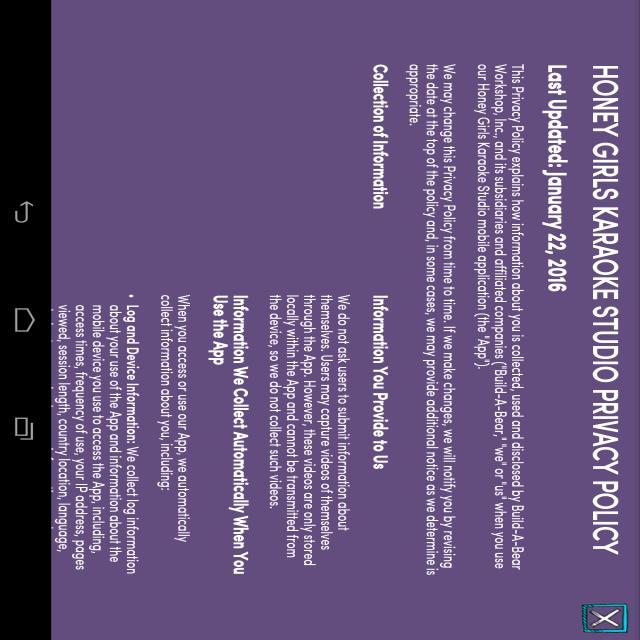 HONEY GIRLS KARAOKE STUDIO PRIVACY POLICY
Last Updated: January 22, 2016
This Privacy Policy explains how information about you is collected, used and disclosed by Build-A-Bear
Workshop, Inc., and its subsidiaries and affiliated companies ("Build-A-Bear," "we" or "us" when you use
our Honey Girls Karaoke Studio mobile application (the "App").
We may change this Privacy Policy from time to time. If we make changes, we will notify you by revising
the date at the top of the policy and, in some cases, we may provide additional notice as we determine is
appropriate.
Collection of Information
Information You Provide to Us
We do not ask users to submit information about
themselves. Users may capture videos of themselves
through the App. However, these videos are only stored
locally within the App and cannot be transmitted from
the device, so we do not collect such videos.
Information We Collect Automatically When You
Use the App
When you access or use our App, we automatically
collect information about you, including:
• Log and Device Information: We collect log information
about your use of the App and information about the
mobile device you use to access the App, including,
access times, frequency of use, your IP address, pages
viewed, session length, country location, language,